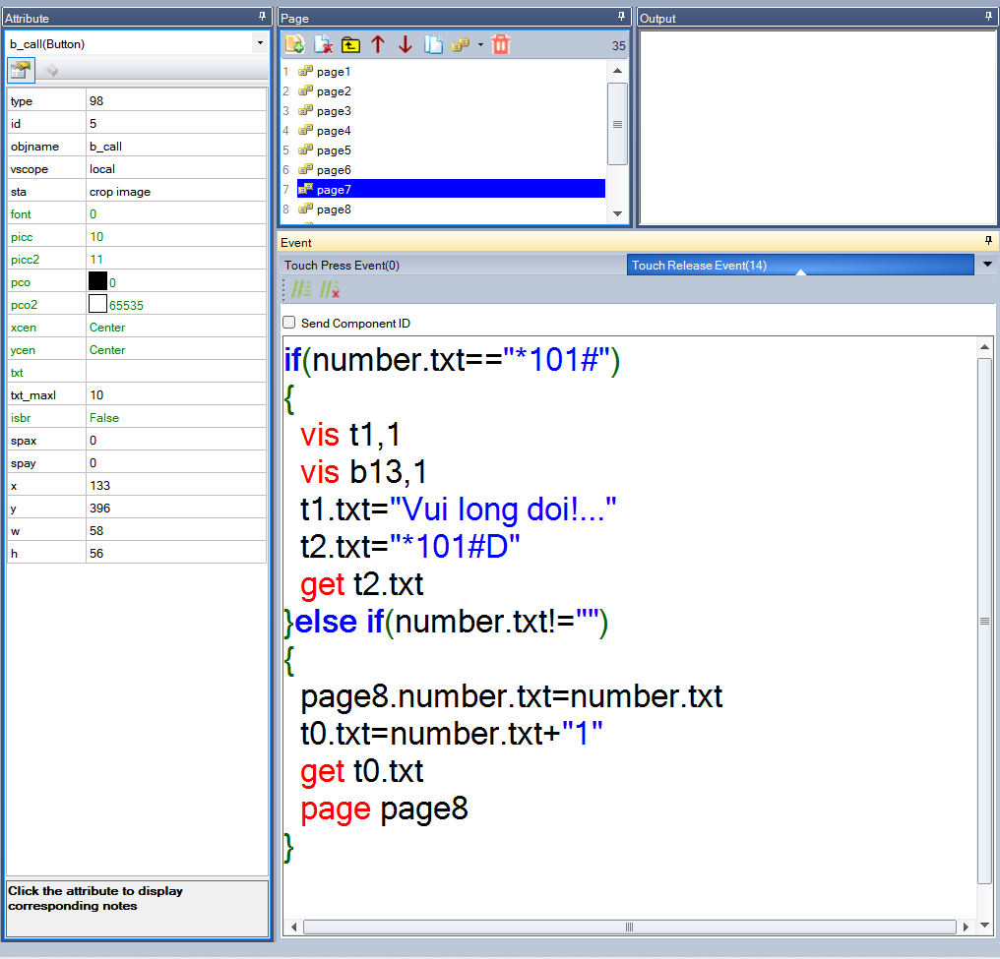 Attribute
b_call(Button)
type 98
id 5
objname b_call
vscope local
sta crop image
font 0
picc 10
picc2 11
pco 0
pco2 65535
xcen Center
ycen Center
txt
txt_maxl 10
isbr False
spax 0
spay 0
x 133
y 396
w 58
h 56
Click the attribute to display
corresponding notes
Page
35
1 page1
2 page2
3 page3
4 page4
5 page5
6 page6
7 page7
8 page8
Output
Event
Touch Press Event(0)
Touch Release Event(14)
Send Component ID
if(number.txt=="*101#")
{
vis t1,1
vis b13,1
t1.txt="Vui long doi!..."
t2.txt="*101#D"
get t2.txt
}else if(number.txt!="")
{
page8.number.txt=number.txt
t0.txt=number.txt+"1"
get t0.txt
page page8
}